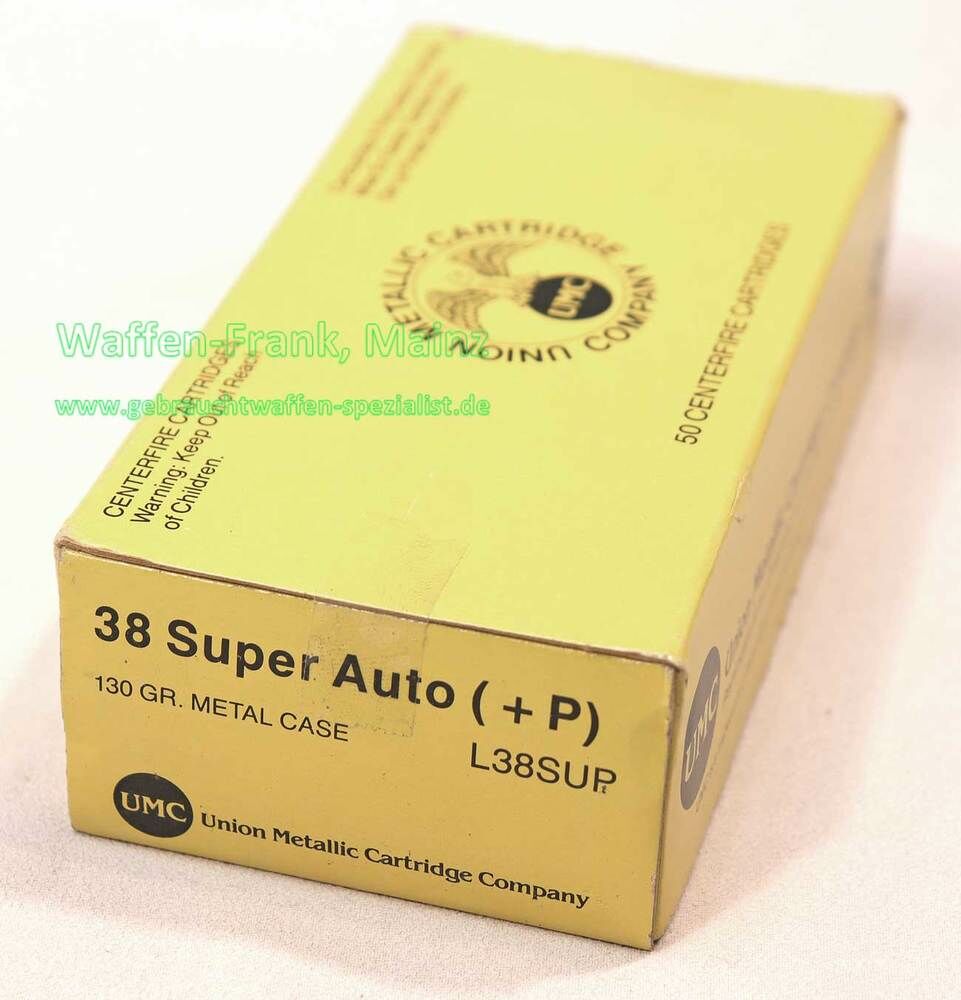 UNION METALLIC CARTRIDGE COMPANY
UMC
50 CENTERFIRE CARTRIDGES
Waffen-Frank, Mainz
www.gebrauchtwaffen-spezialist.de
CENTERFIRE CARTRIDGES
Warning: Keep Out of Reach
of Children.
38 Super Auto ( + P)
130 GR. METAL CASE
L38SUP
UMC Union Metallic Cartridge Company
UMC